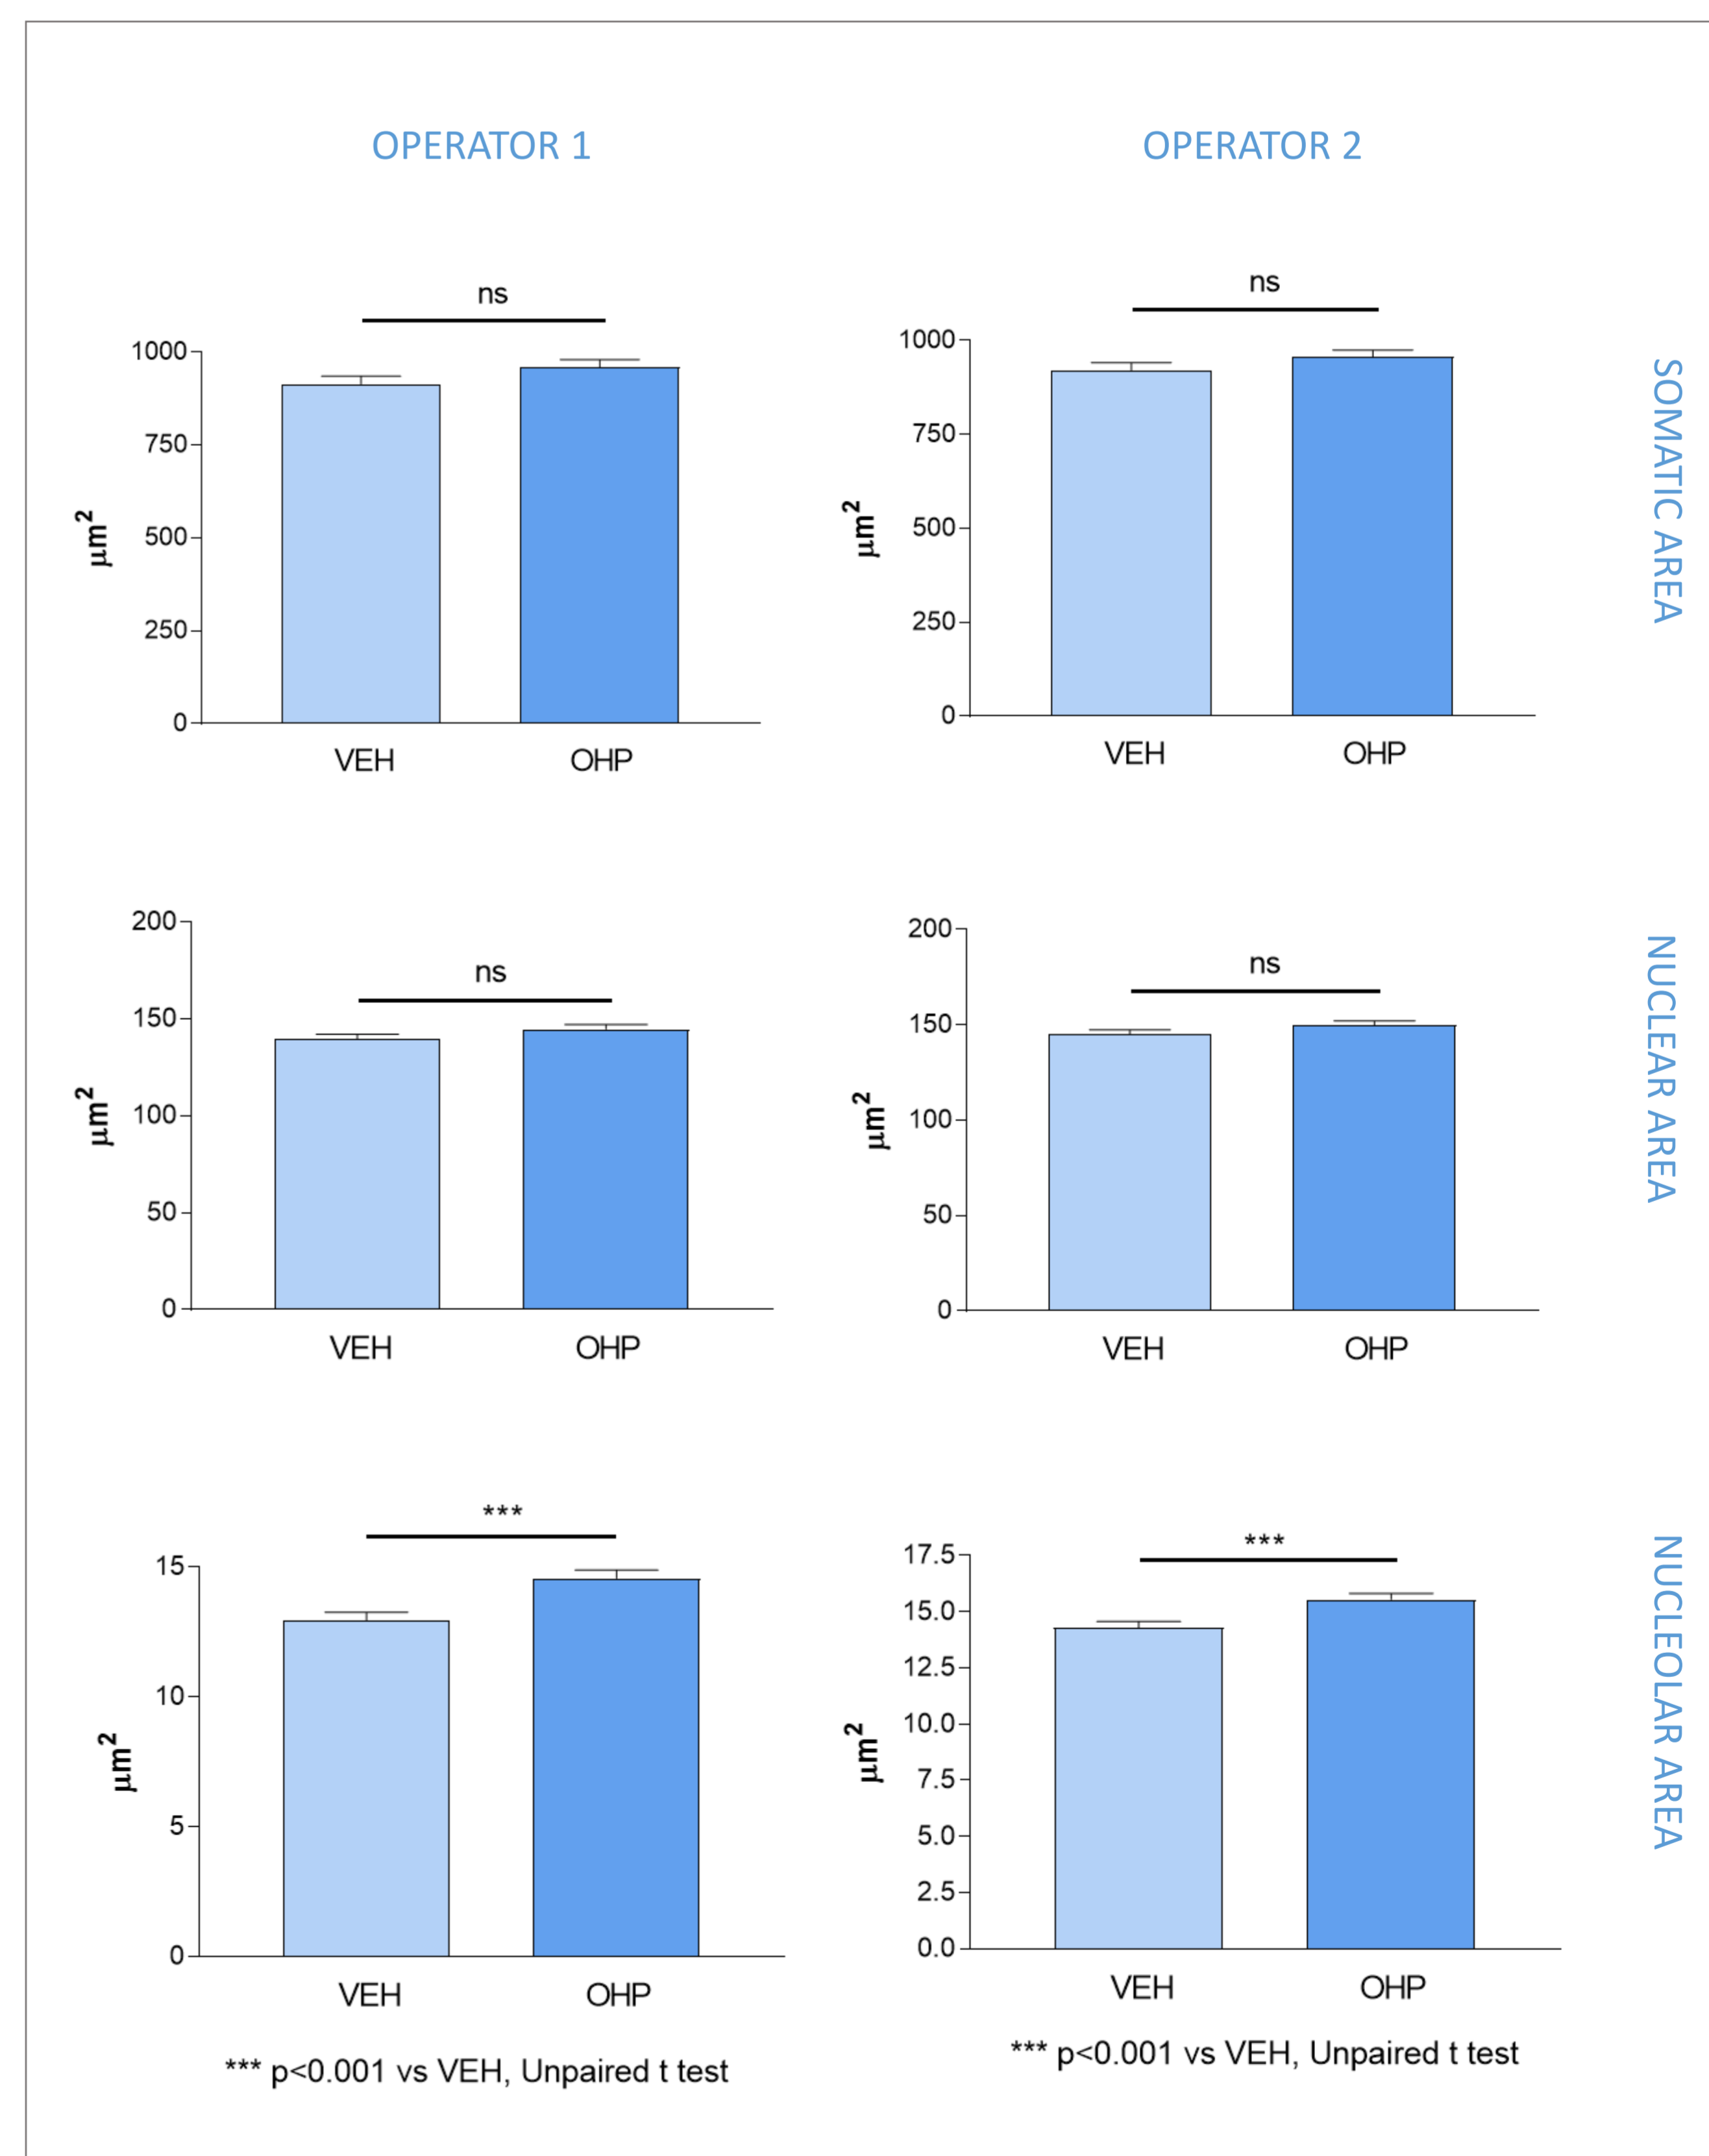 OPERATOR 1
OPERATOR 2
ns
1000
750
500
250
0
μm²
VEH
OHP
ns
1000
750
500
250
0
μm²
VEH
OHP
SOMATIC AREA
ns
200
150
100
50
0
μm²
VEH
OHP
ns
200
150
100
50
0
μm²
VEH
OHP
NUCLEAR AREA
***
15
10
5
0
μm²
VEH
OHP
*** p<0.001 vs VEH, Unpaired t test
***
17.5
15.0
12.5
10.0
7.5
5.0
2.5
0.0
μm²
VEH
OHP
*** p<0.001 vs VEH, Unpaired t test
NUCLEOLAR AREA